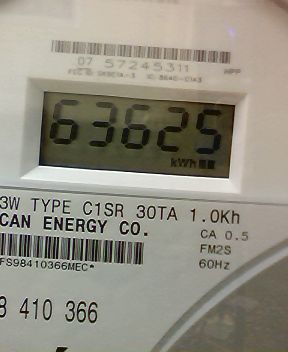 07 57245311
63625
kWh
3W TYPE C1SR 30TA 1.0Kh
CAN ENERGY CO.
CA 0.5
FM2S
FS98410366MEC*
60Hz
8 410 366